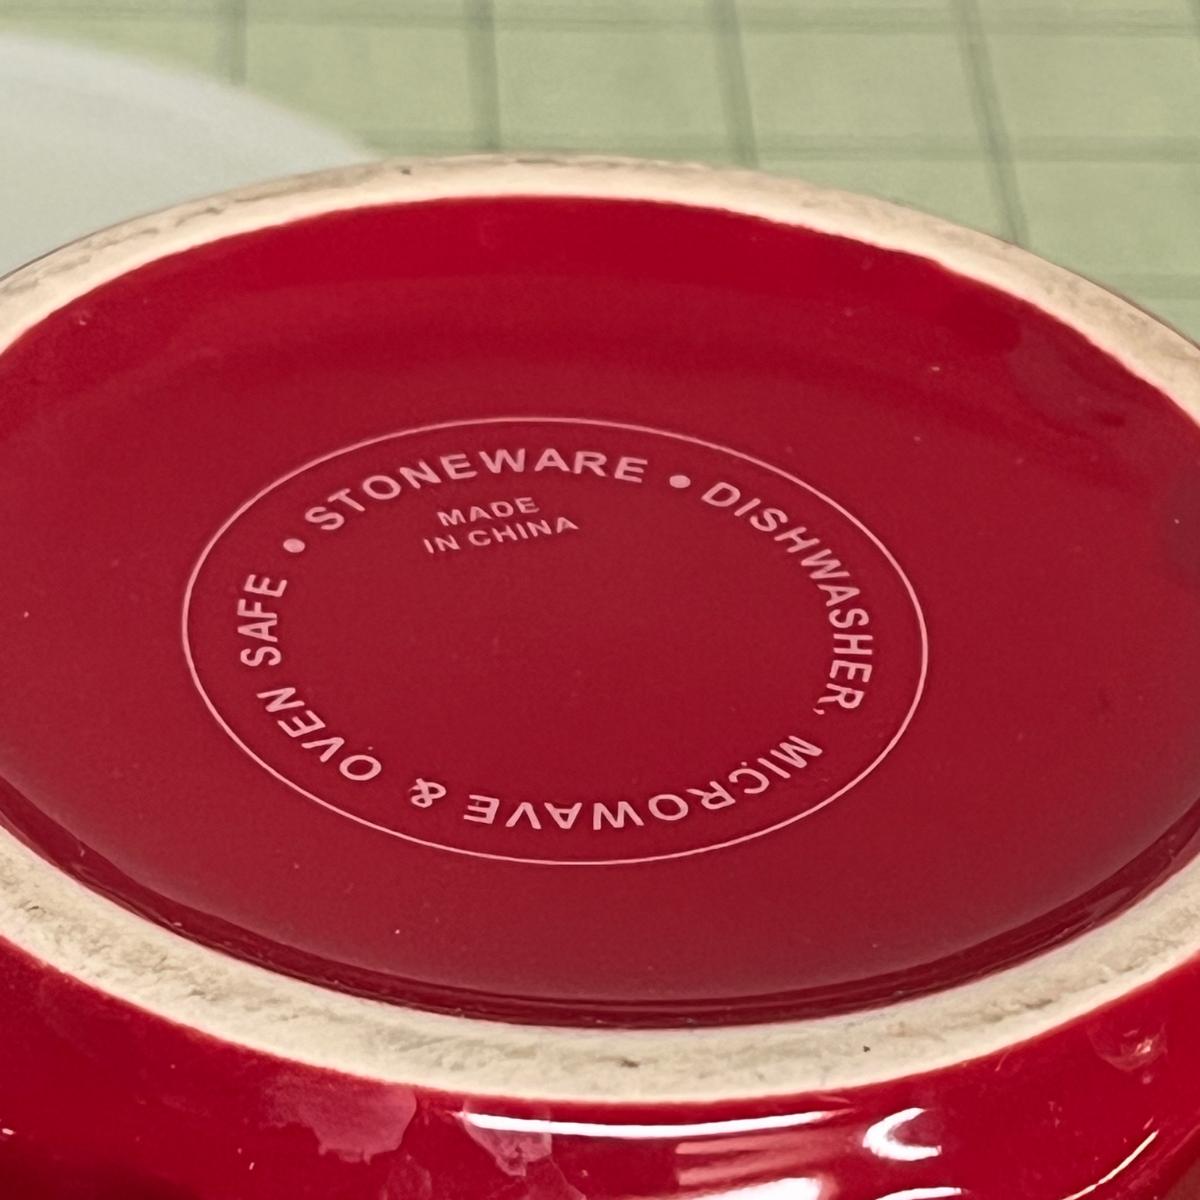 • STONEWARE • DISHWASHER, MICROWAVE & OVEN SAFE
MADE
IN CHINA